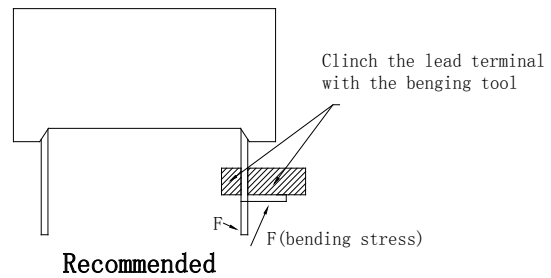 Clinch the lead terminal
with the benging tool
F
F(bending stress)
Recommended